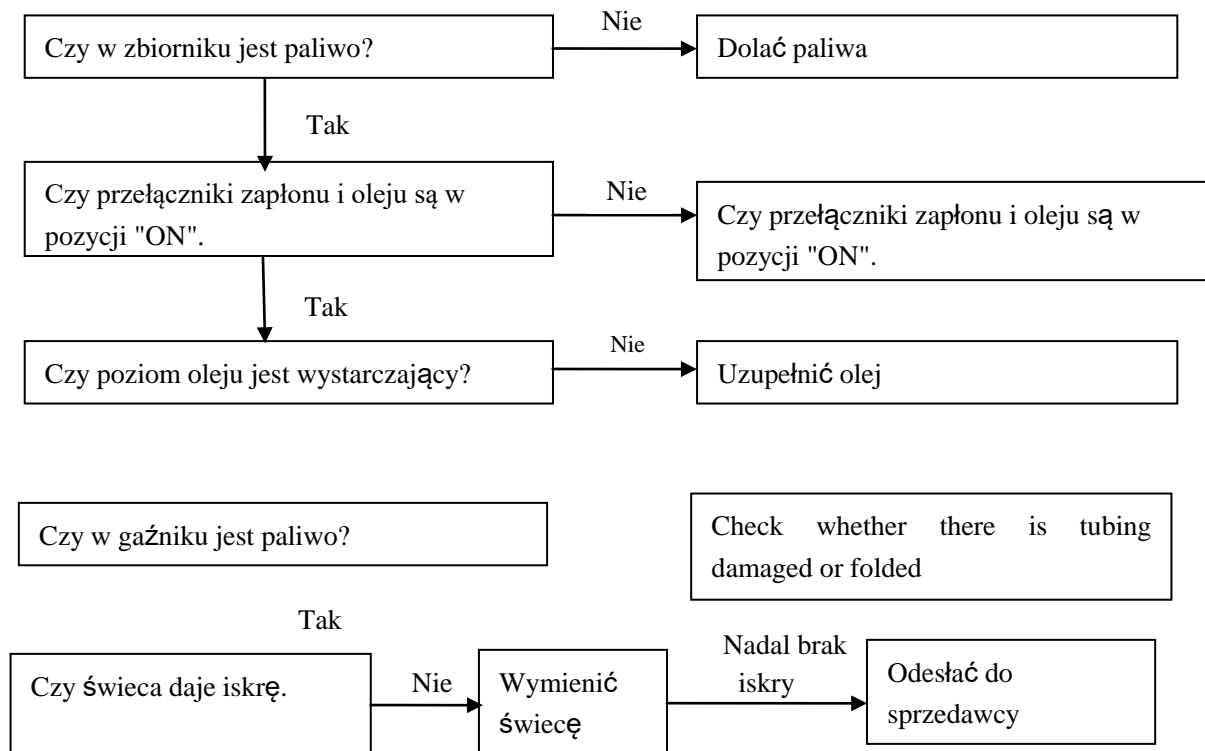 Nie
Czy w zbiorniku jest paliwo?
Dolać paliwa
Tak
Czy przełączniki zapłonu i oleju są w
pozycji "ON".
Nie
Czy przełączniki zapłonu i oleju są w
pozycji "ON".
Tak
Czy poziom oleju jest wystarczający?
Nie
Uzupełnić olej
Czy w gaźniku jest paliwo?
Check whether there is tubing
damaged or folded
Tak
Czy świeca daje iskrę.
Nie
Wymienić
świecę
Nadal brak
iskry
Odesłać do
sprzedawcy